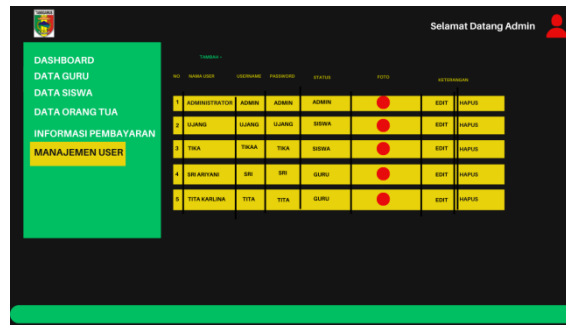 Selamat Datang Admin
DASHBOARD
DATA GURU
DATA SISWA
DATA ORANG TUA
INFORMASI PEMBAYARAN
MANAJEMEN USER
TAMBAH +
NO NAMA USER USERNAME PASSWORD STATUS FOTO KETERANGAN
1 ADMINISTRATOR ADMIN ADMIN ADMIN EDIT HAPUS
2 UJANG UJANG UJANG SISWA EDIT HAPUS
3 TIKA TIKAA TIKA SISWA EDIT HAPUS
4 SRI ARIYANI SRI SRI GURU EDIT HAPUS
5 TITA KARLINA TITA TITA GURU EDIT HAPUS